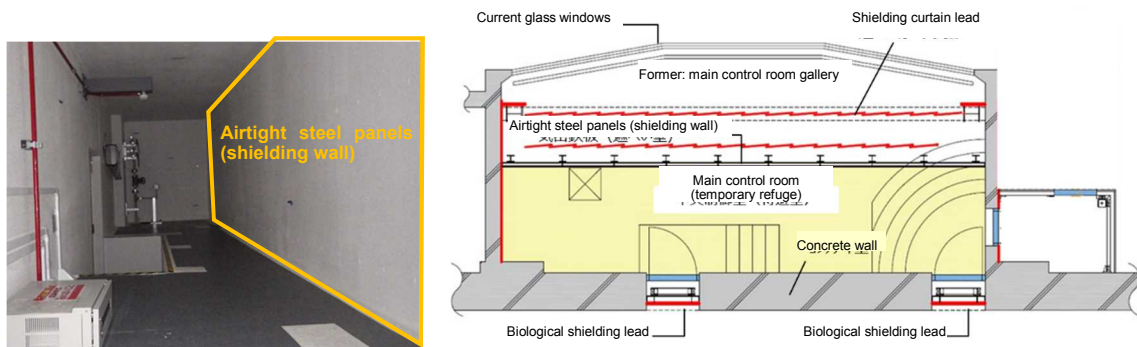 Airtight steel panels
(shielding wall)
Current glass windows
Shielding curtain lead
Former: main control room gallery
Airtight steel panels (shielding wall)
Main control room
(temporary refuge)
Concrete wall
Biological shielding lead
Biological shielding lead